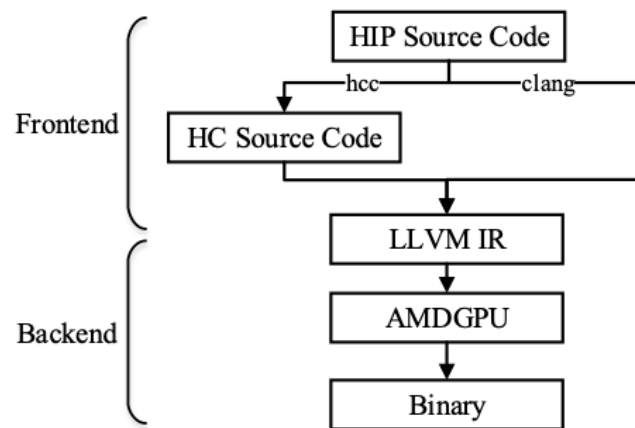 HIP Source Code
hcc
clang
Frontend
HC Source Code
LLVM IR
AMDGPU
Backend
Binary